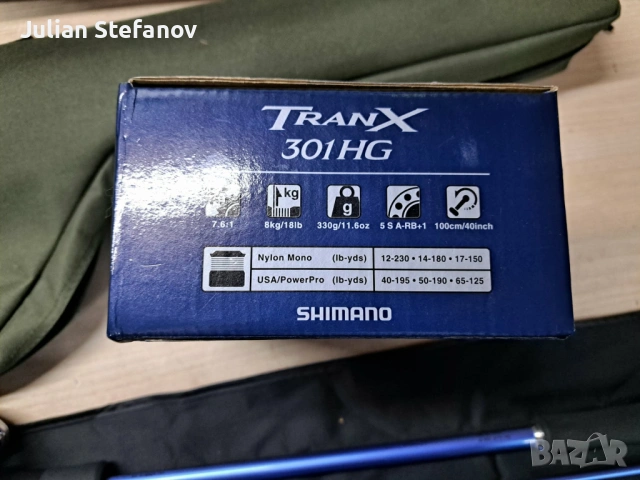 Julian Stefanov
TRANX
301HG
kg
g
7.6:1
8kg/18lb
330g/11.6oz
5 S A-RB+1
100cm/40inch
Nylon Mono (lb-yds) 12-230 • 14-180 • 17-150
USA/PowerPro (lb-yds) 40-195 • 50-190 • 65-125
SHIMANO
BAZAR